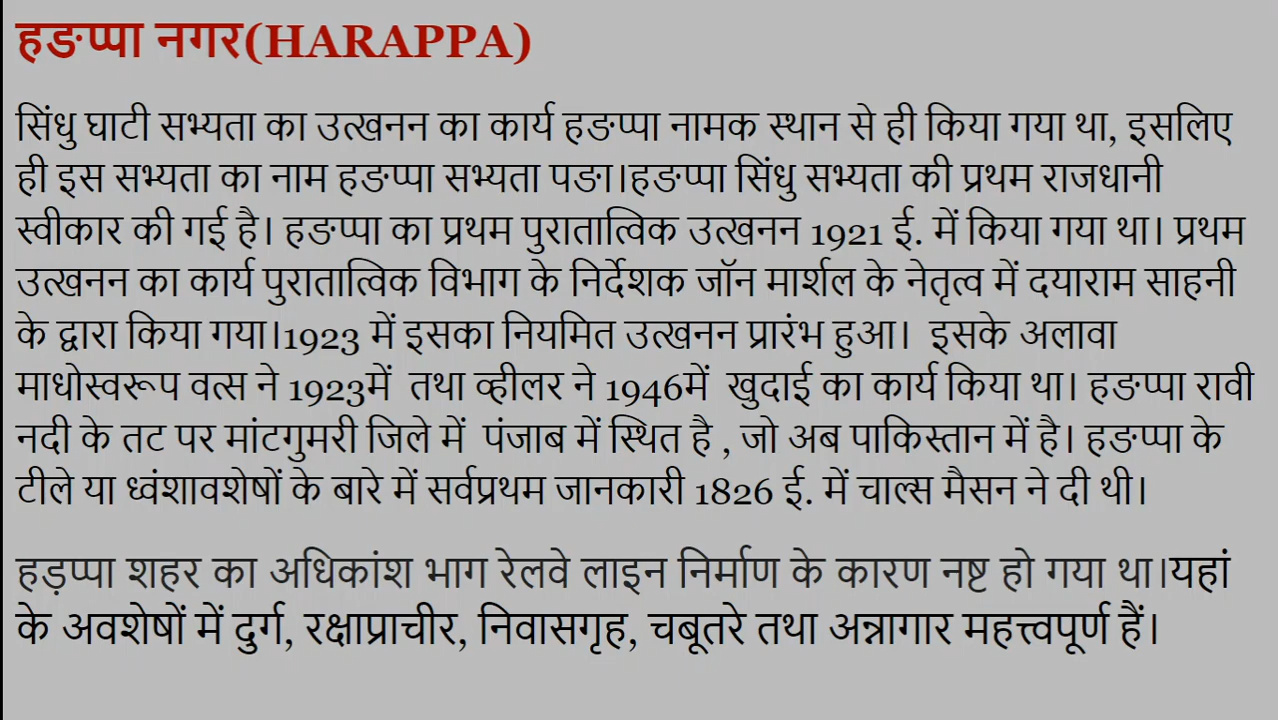 हङप्पा नगर(HARAPPA)
सिंधु घाटी सभ्यता का उत्खनन का कार्य हङप्पा नामक स्थान से ही किया गया था, इसलिए
ही इस सभ्यता का नाम हङप्पा सभ्यता पङा।हङप्पा सिंधु सभ्यता की प्रथम राजधानी
स्वीकार की गई है। हङप्पा का प्रथम पुरातात्विक उत्खनन 1921 ई. में किया गया था। प्रथम
उत्खनन का कार्य पुरातात्विक विभाग के निर्देशक जॉन मार्शल के नेतृत्व में दयाराम साहनी
के द्वारा किया गया।1923 में इसका नियमित उत्खनन प्रारंभ हुआ। इसके अलावा
माधोस्वरूप वत्स ने 1923में तथा व्हीलर ने 1946में खुदाई का कार्य किया था। हङप्पा रावी
नदी के तट पर मांटगुमरी जिले में पंजाब में स्थित है , जो अब पाकिस्तान में है। हङप्पा के
टीले या ध्वंशावशेषों के बारे में सर्वप्रथम जानकारी 1826 ई. में चाल्स मैसन ने दी थी।
हड़प्पा शहर का अधिकांश भाग रेलवे लाइन निर्माण के कारण नष्ट हो गया था।यहां
के अवशेषों में दुर्ग, रक्षाप्राचीर, निवासगृह, चबूतरे तथा अन्नागार महत्त्वपूर्ण हैं।